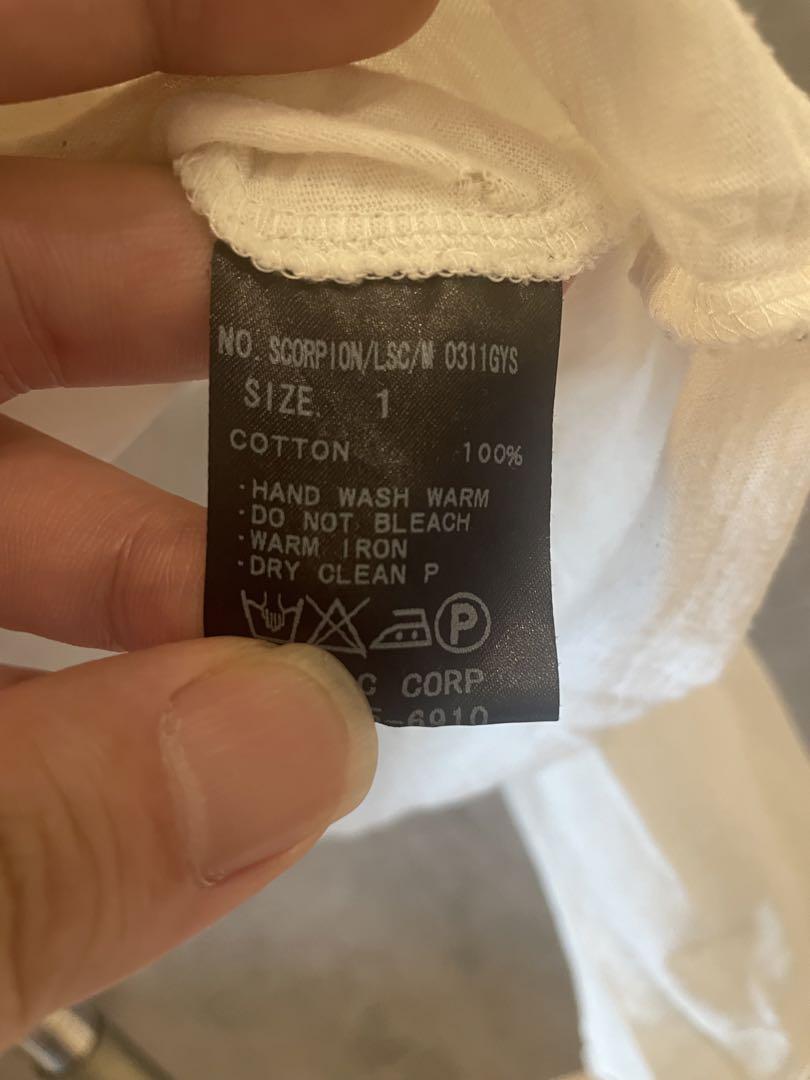 NO. SCORPION/LSC/M 0311GYS
SIZE. 1
COTTON 100%
·HAND WASH WARM
·DO NOT BLEACH
·WARM IRON
·DRY CLEAN P
P
C CORP
-6910